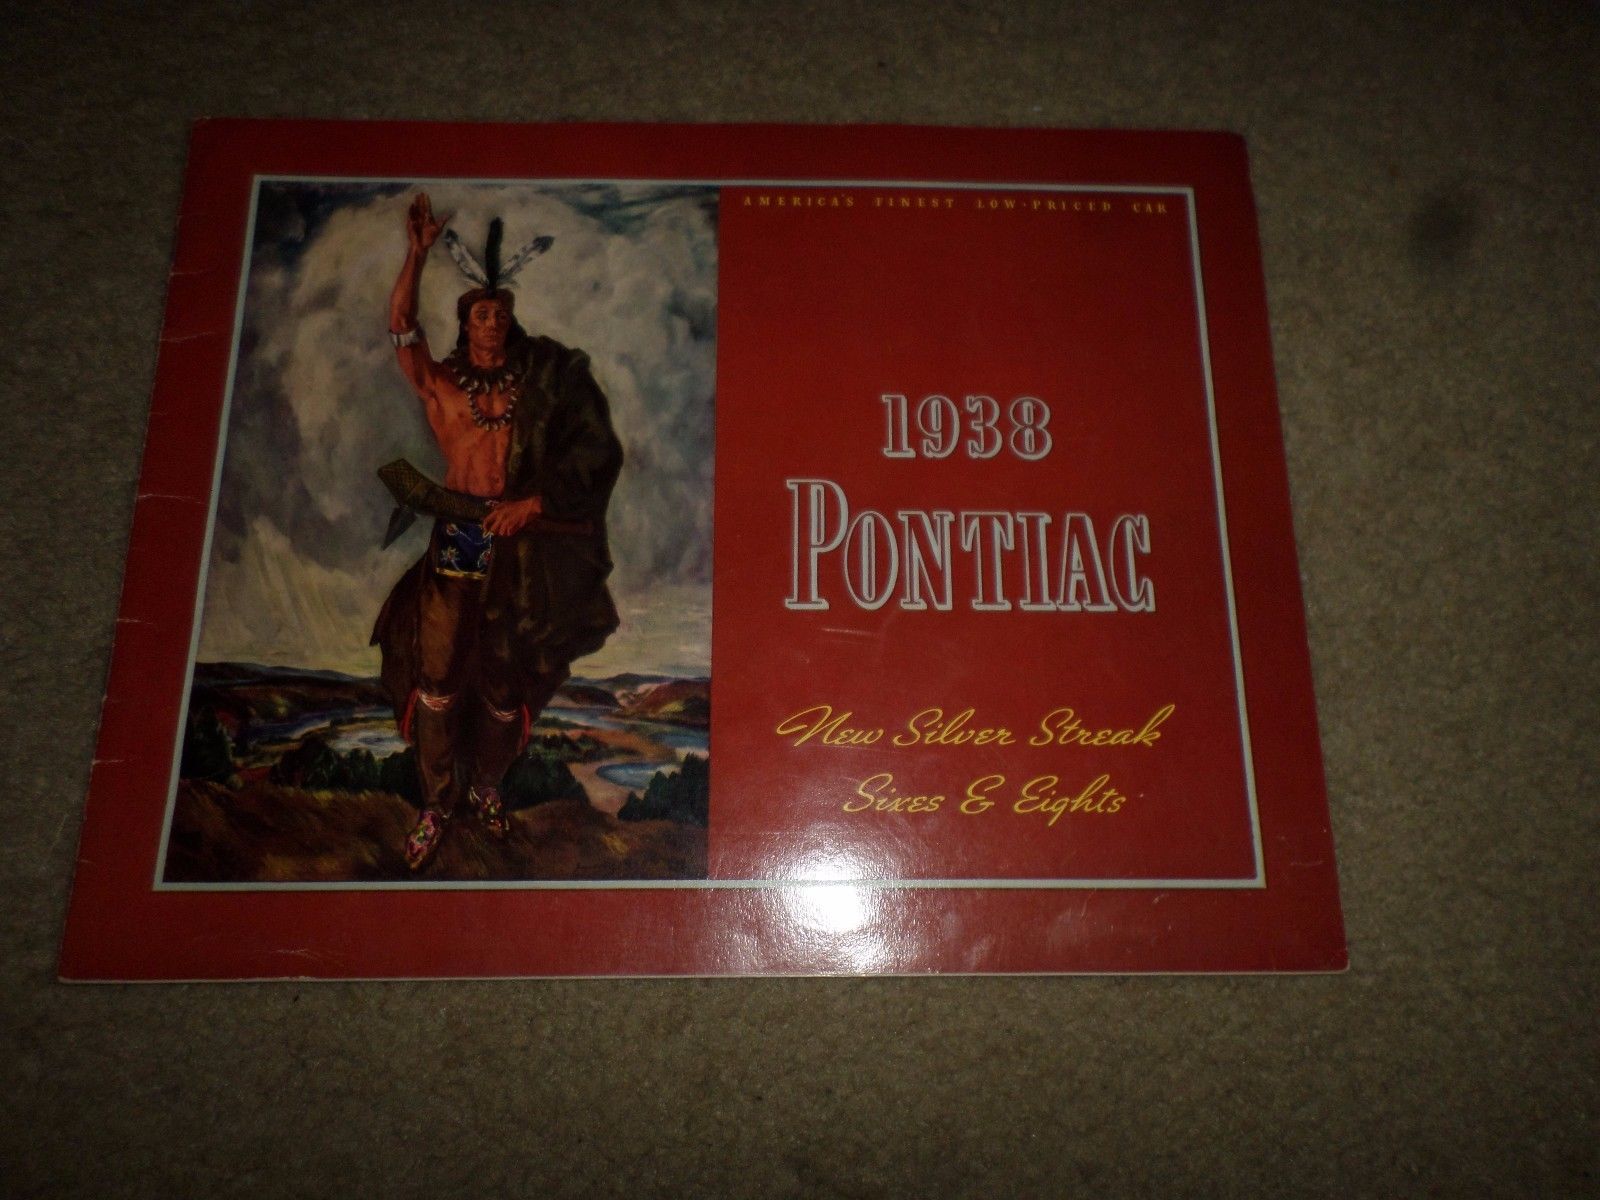 AMERICA'S FINEST LOW-PRICED CAR
1938
PONTIAC
New Silver Streak
Sixes & Eights